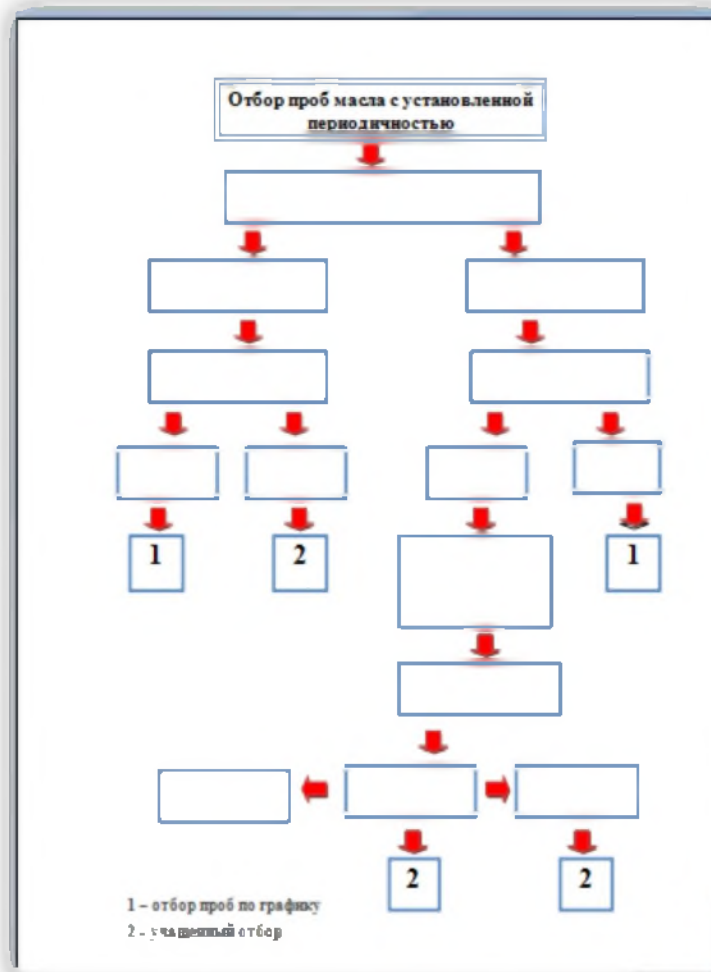 Отбор проб масла с установленной
периодичностью
1
2
1
2
2
1 – отбор проб по графику
2 - учащенный отбор